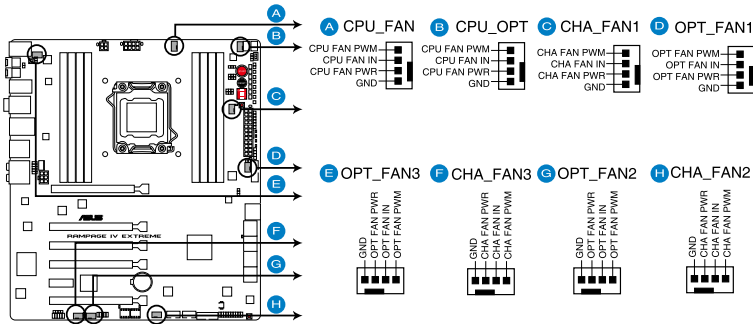 A
B
C
D
E
F
G
H
/ISUS
RAMPAGE IV EXTREME
A CPU_FAN
CPU FAN PWM
CPU FAN IN
CPU FAN PWR
GND
B CPU_OPT
CPU FAN PWM
CPU FAN IN
CPU FAN PWR
GND
C CHA_FAN1
CHA FAN PWM
CHA FAN IN
CHA FAN PWR
GND
D OPT_FAN1
OPT FAN PWM
OPT FAN IN
OPT FAN PWR
GND
E OPT_FAN3
GND
OPT FAN PWR
OPT FAN IN
OPT FAN PWM
F CHA_FAN3
GND
CHA FAN PWR
CHA FAN IN
CHA FAN PWM
G OPT_FAN2
GND
OPT FAN PWR
OPT FAN IN
OPT FAN PWM
H CHA_FAN2
GND
CHA FAN PWR
CHA FAN IN
CHA FAN PWM